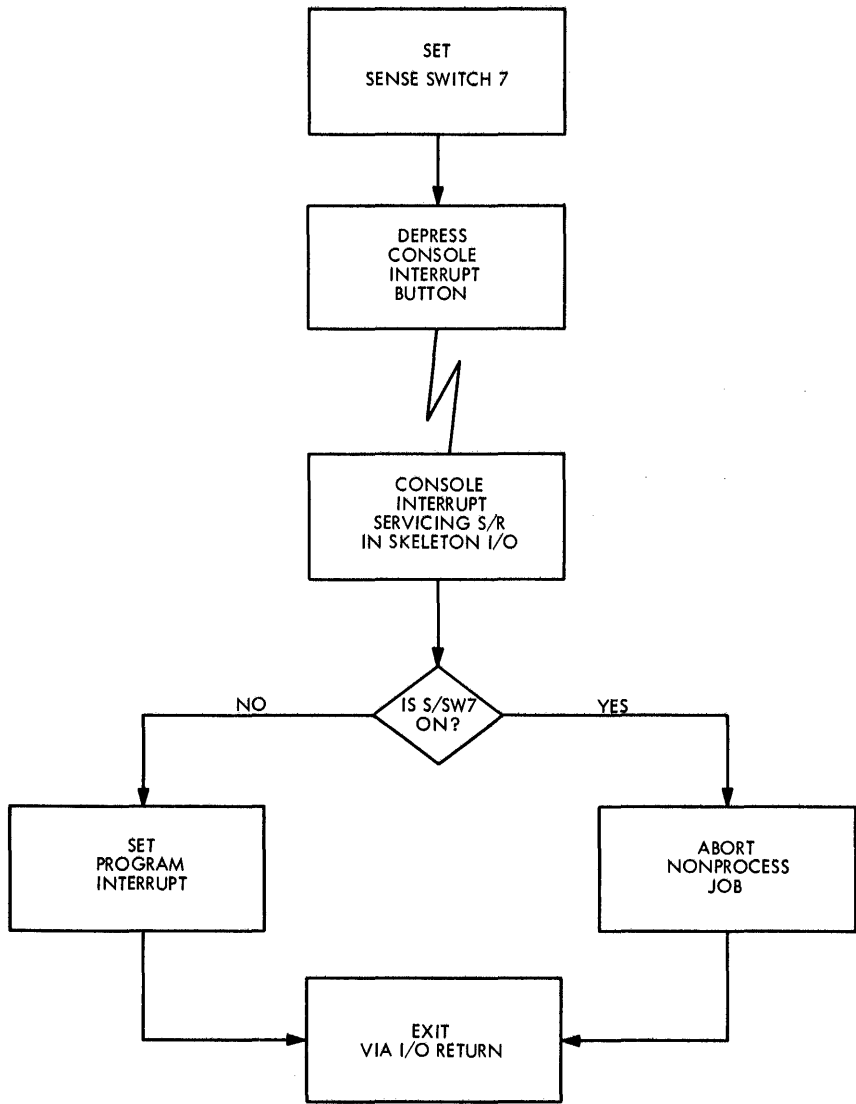 SET
SENSE SWITCH 7
DEPRESS
CONSOLE
INTERRUPT
BUTTON
CONSOLE
INTERRUPT
SERVICING S/R
IN SKELETON I/O
IS S/SW7
ON?
NO
YES
SET
PROGRAM
INTERRUPT
ABORT
NONPROCESS
JOB
EXIT
VIA I/O RETURN